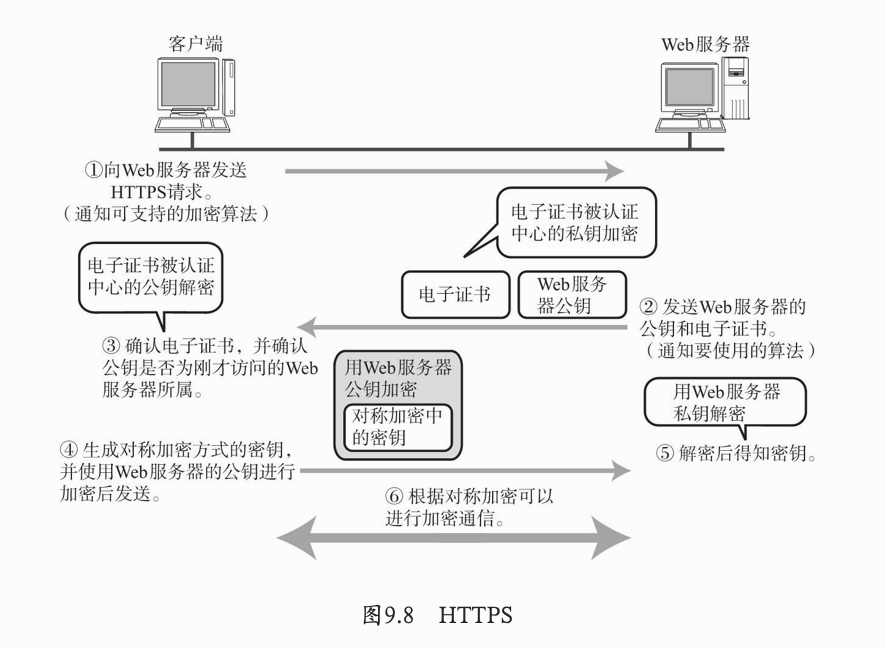 客户端
Web服务器
①向Web服务器发送
HTTPS请求。
（通知可支持的加密算法）
电子证书被认证
中心的私钥加密
电子证书被认证
中心的公钥解密
电子证书
Web服务
器公钥
② 发送Web服务器的
公钥和电子证书。
（通知要使用的算法）
③ 确认电子证书，并确认
公钥是否为刚才访问的Web
服务器所属。
用Web服务器
公钥加密
对称加密中
的密钥
用Web服务器
私钥解密
④ 生成对称加密方式的密钥，
并使用Web服务器的公钥进行
加密后发送。
⑤ 解密后得知密钥。
⑥ 根据对称加密可以
进行加密通信。
图9.8 HTTPS